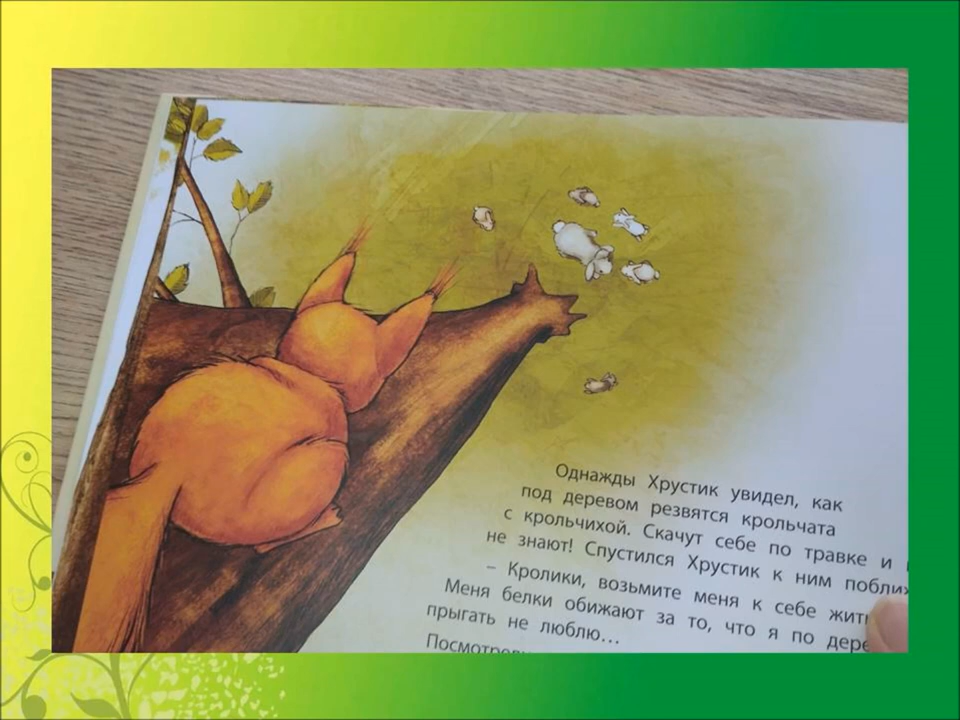 Однажды Хрустик увидел, как
под деревом резвятся крольчата
с крольчихой. Скачут себе по травке и
не знают! Спустился Хрустик к ним
– Кролики, возьмите меня к себе
Меня белки обижают за то, что я по
прыгать не люблю...